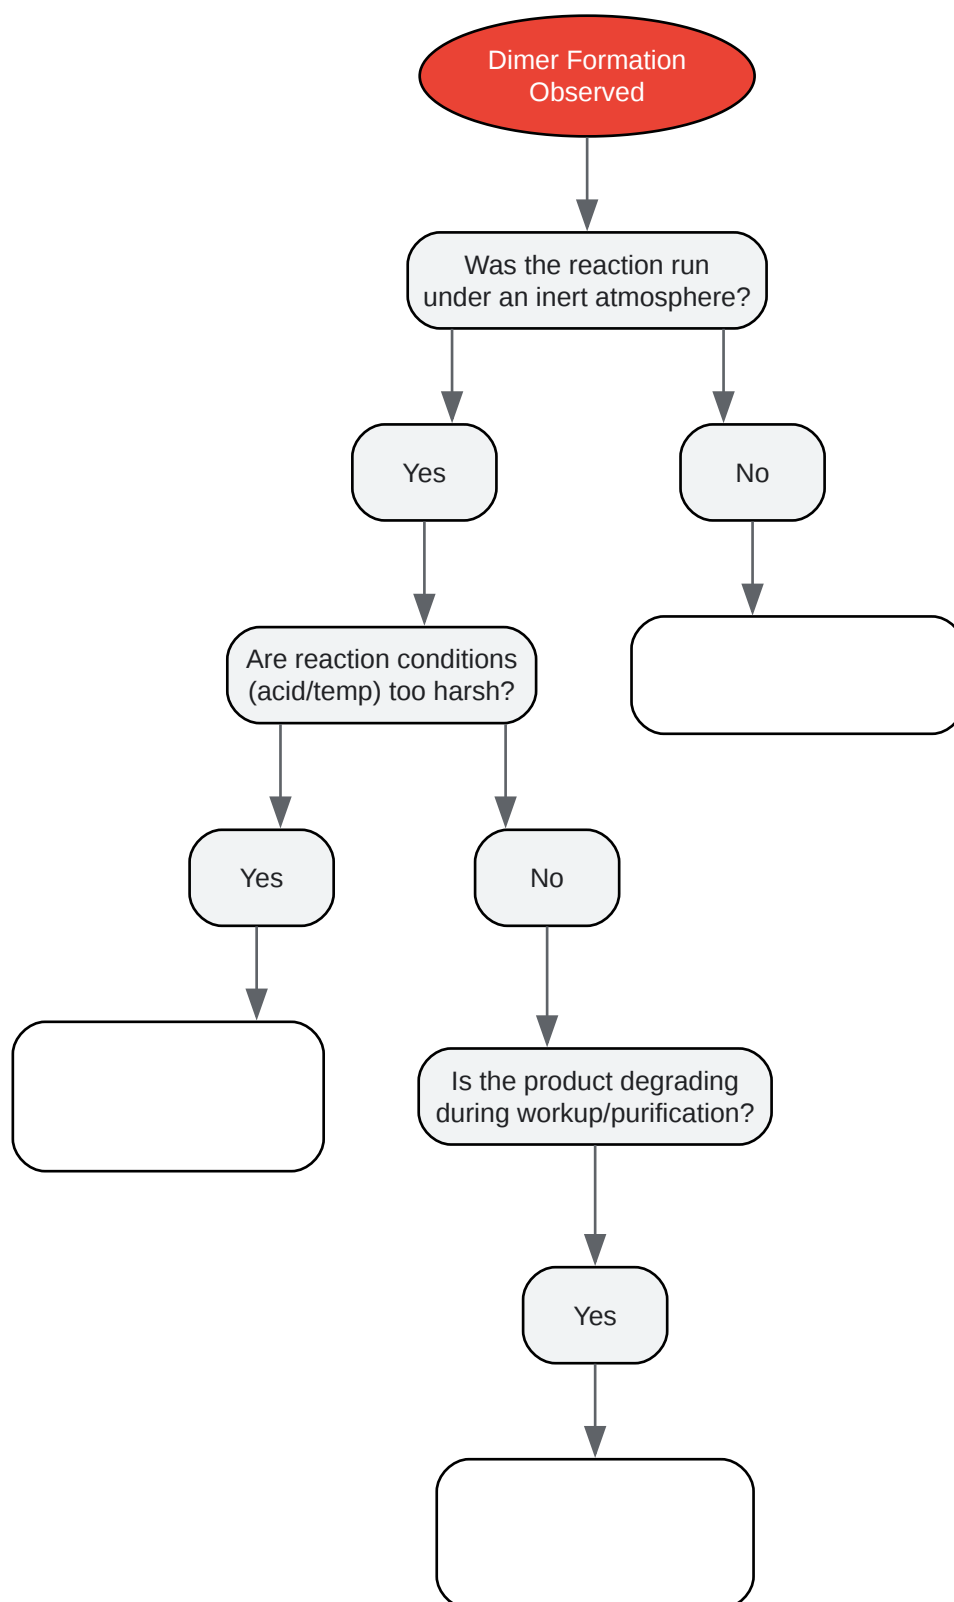 Dimer Formation
Observed
Was the reaction run
under an inert atmosphere?
Yes
No
Are reaction conditions
(acid/temp) too harsh?
Yes
No
Is the product degrading
during workup/purification?
Yes